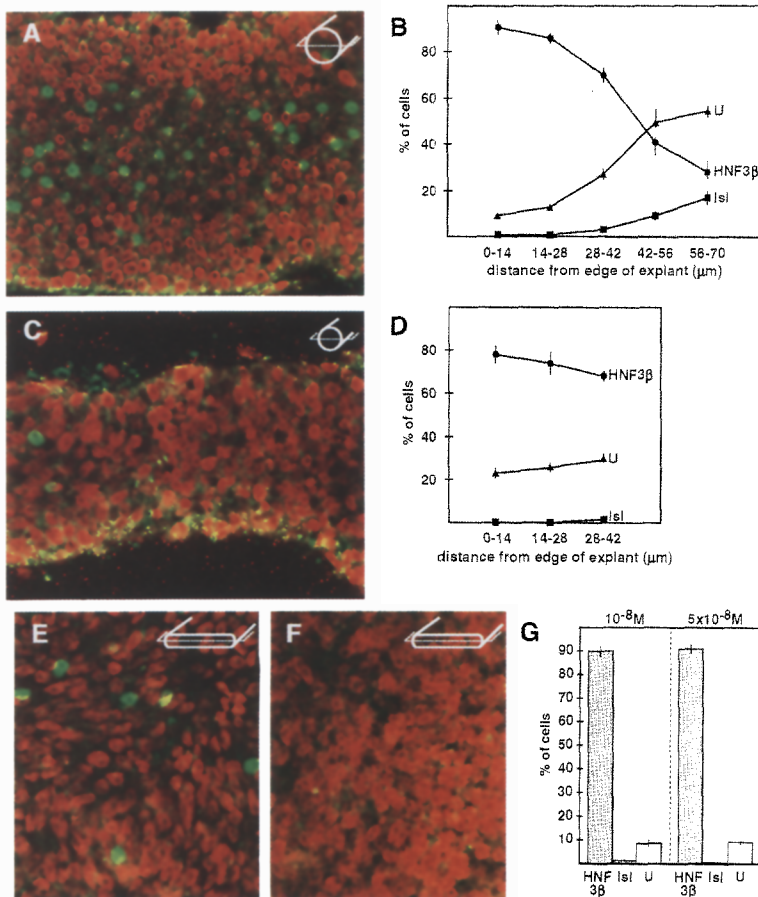 A
B
80
60
40
20
% of cells
U
HNF3β
Isl
0-14 14-28 28-42 42-56 56-70
distance from edge of explant (μm)
C
D
80
60
40
20
% of cells
HNF3β
U
Isl
0-14 14-28 28-42
distance from edge of explant (μm)
E
F
G
10⁻⁸M 5x10⁻⁸M
90
80
70
60
50
40
30
20
10
% of cells
HNF Isl U HNF Isl U
3β 3β